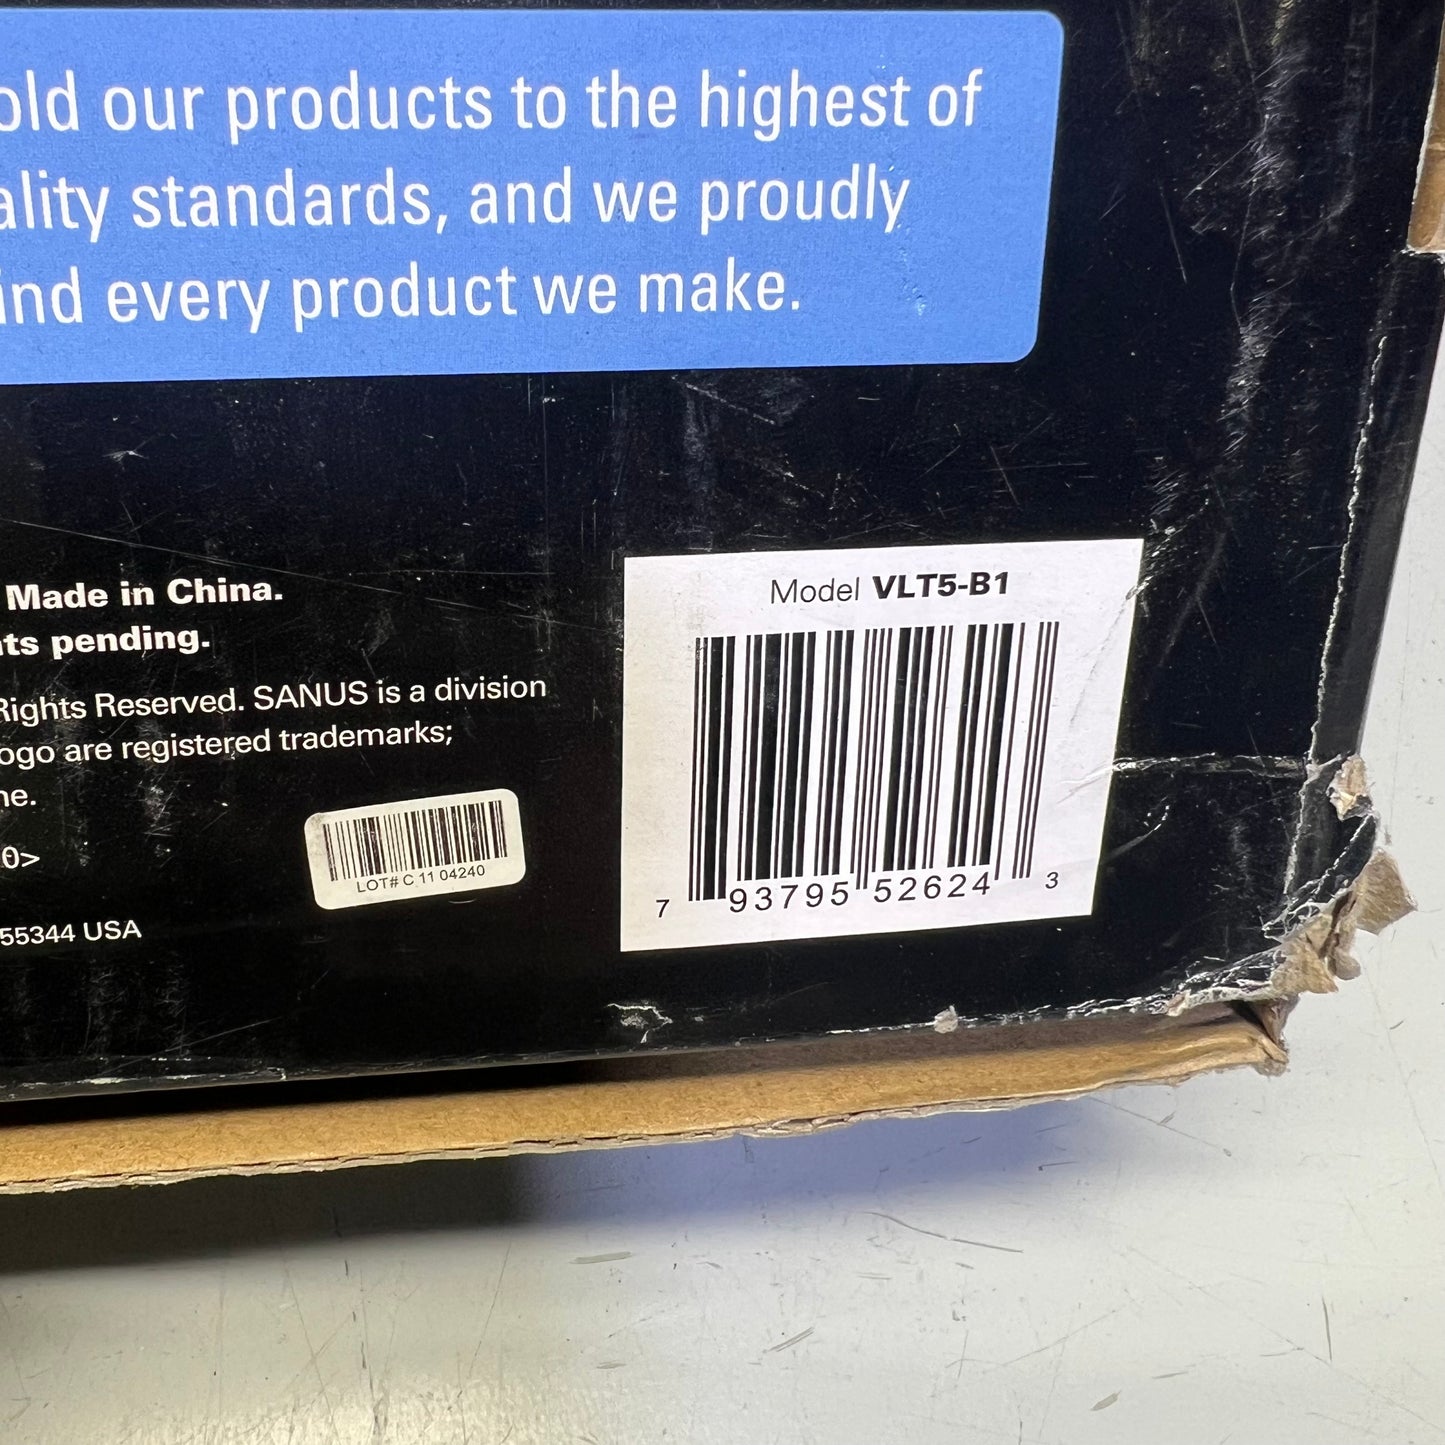 old our products to the highest of
ality standards, and we proudly
ind every product we make.
Made in China.
ts pending.
Rights Reserved. SANUS is a division
ogo are registered trademarks;
ne.
0>
55344 USA
LOT# C 11 04240
Model VLT5-B1
7 93795 52624 3